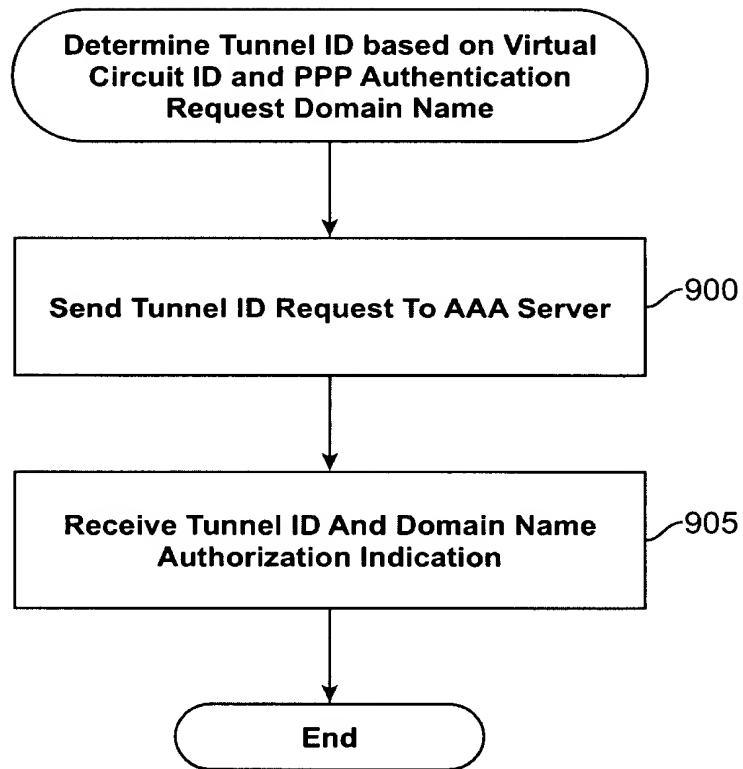 Determine Tunnel ID based on Virtual
Circuit ID and PPP Authentication
Request Domain Name
Send Tunnel ID Request To AAA Server
900
Receive Tunnel ID And Domain Name
Authorization Indication
905
End